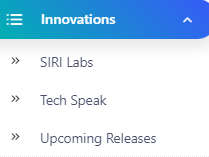 Innovations
SIRI Labs
Tech Speak
Upcoming Releases